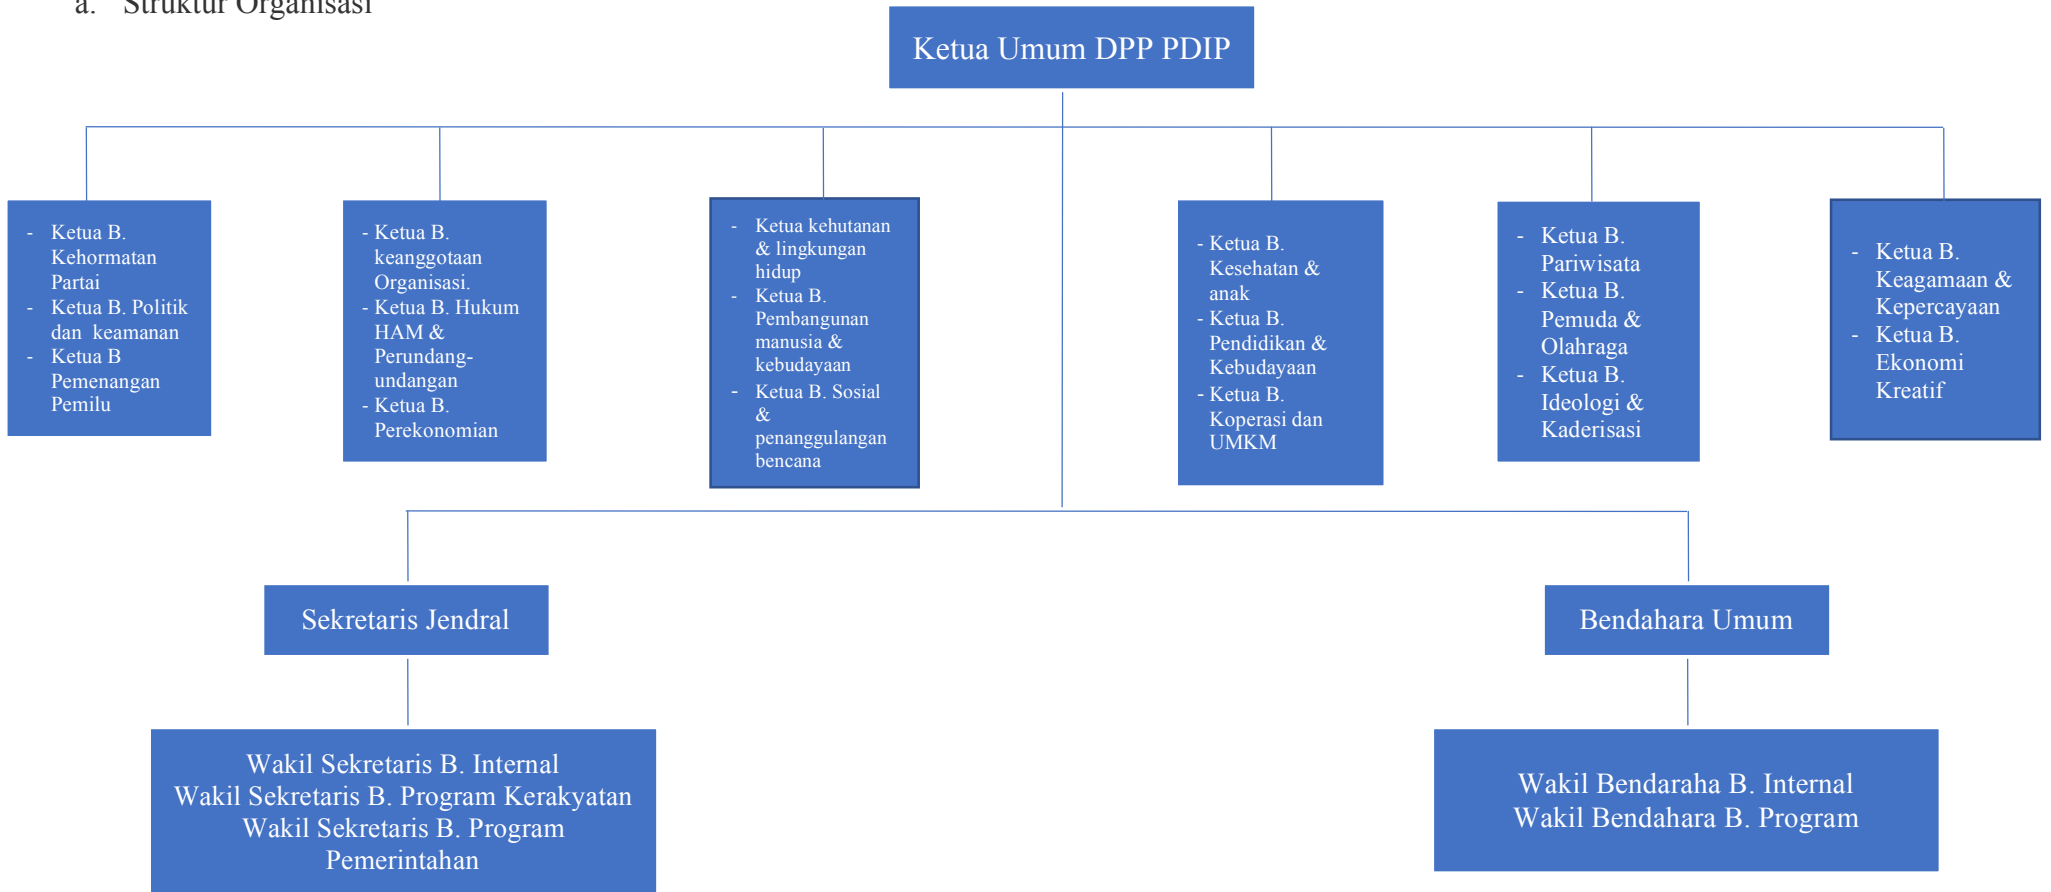 a. Struktur Organisasi
Ketua Umum DPP PDIP
- Ketua B.
Kehormatan
Partai
- Ketua B. Politik
dan keamanan
- Ketua B
Pemenangan
Pemilu
- Ketua B.
keanggotaan
Organisasi.
- Ketua B. Hukum
HAM &
Perundang-
undangan
- Ketua B.
Perekonomian
- Ketua kehutanan
& lingkungan
hidup
- Ketua B.
Pembangunan
manusia &
kebudayaan
- Ketua B. Sosial
&
penanggulangan
bencana
- Ketua B.
Kesehatan &
anak
- Ketua B.
Pendidikan &
Kebudayaan
- Ketua B.
Koperasi dan
UMKM
- Ketua B.
Pariwisata
- Ketua B.
Pemuda &
Olahraga
- Ketua B.
Ideologi &
Kaderisasi
- Ketua B.
Keagamaan &
Kepercayaan
- Ketua B.
Ekonomi
Kreatif
Sekretaris Jendral
Bendahara Umum
Wakil Sekretaris B. Internal
Wakil Sekretaris B. Program Kerakyatan
Wakil Sekretaris B. Program
Pemerintahan
Wakil Bendaraha B. Internal
Wakil Bendahara B. Program